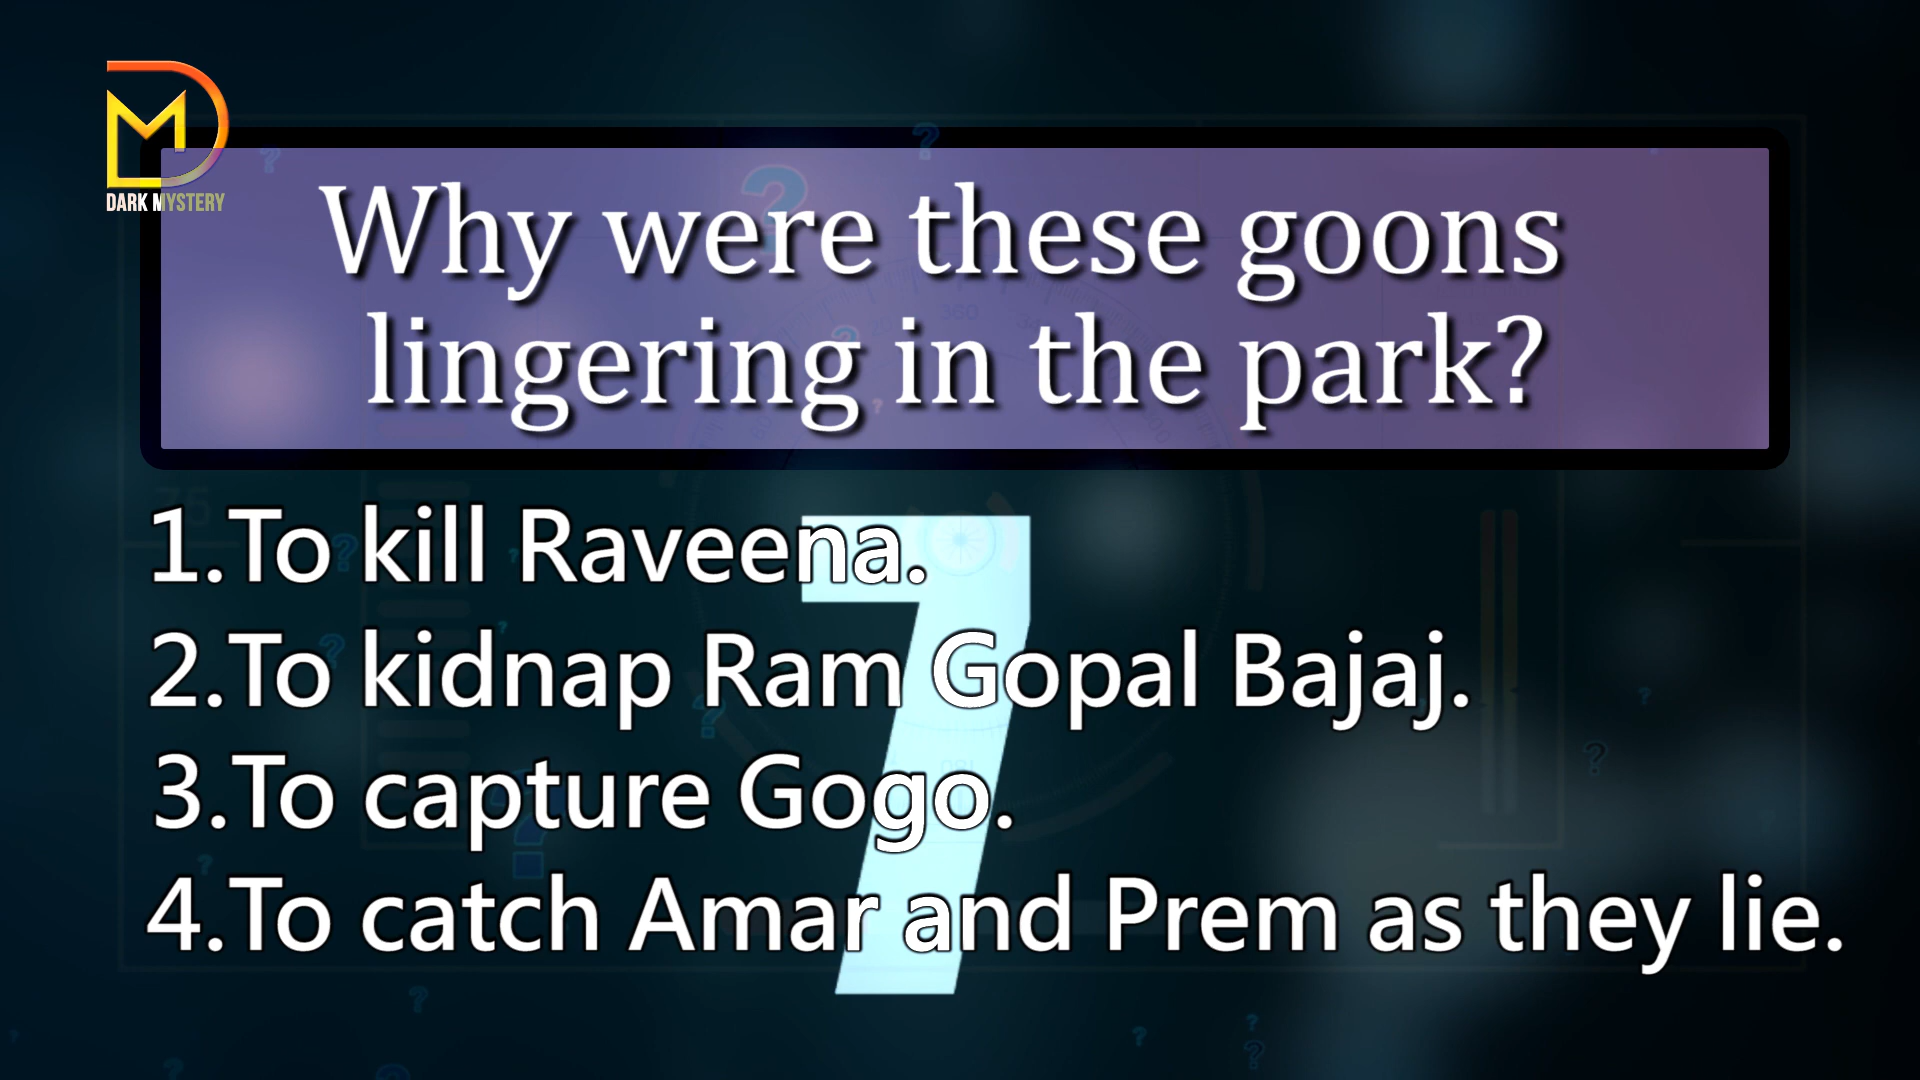 DARK MYSTERY
Why were these goons
lingering in the park?
1.To kill Raveena.
2.To kidnap Ram Gopal Bajaj.
3.To capture Gogo.
4.To catch Amar and Prem as they lie.
7